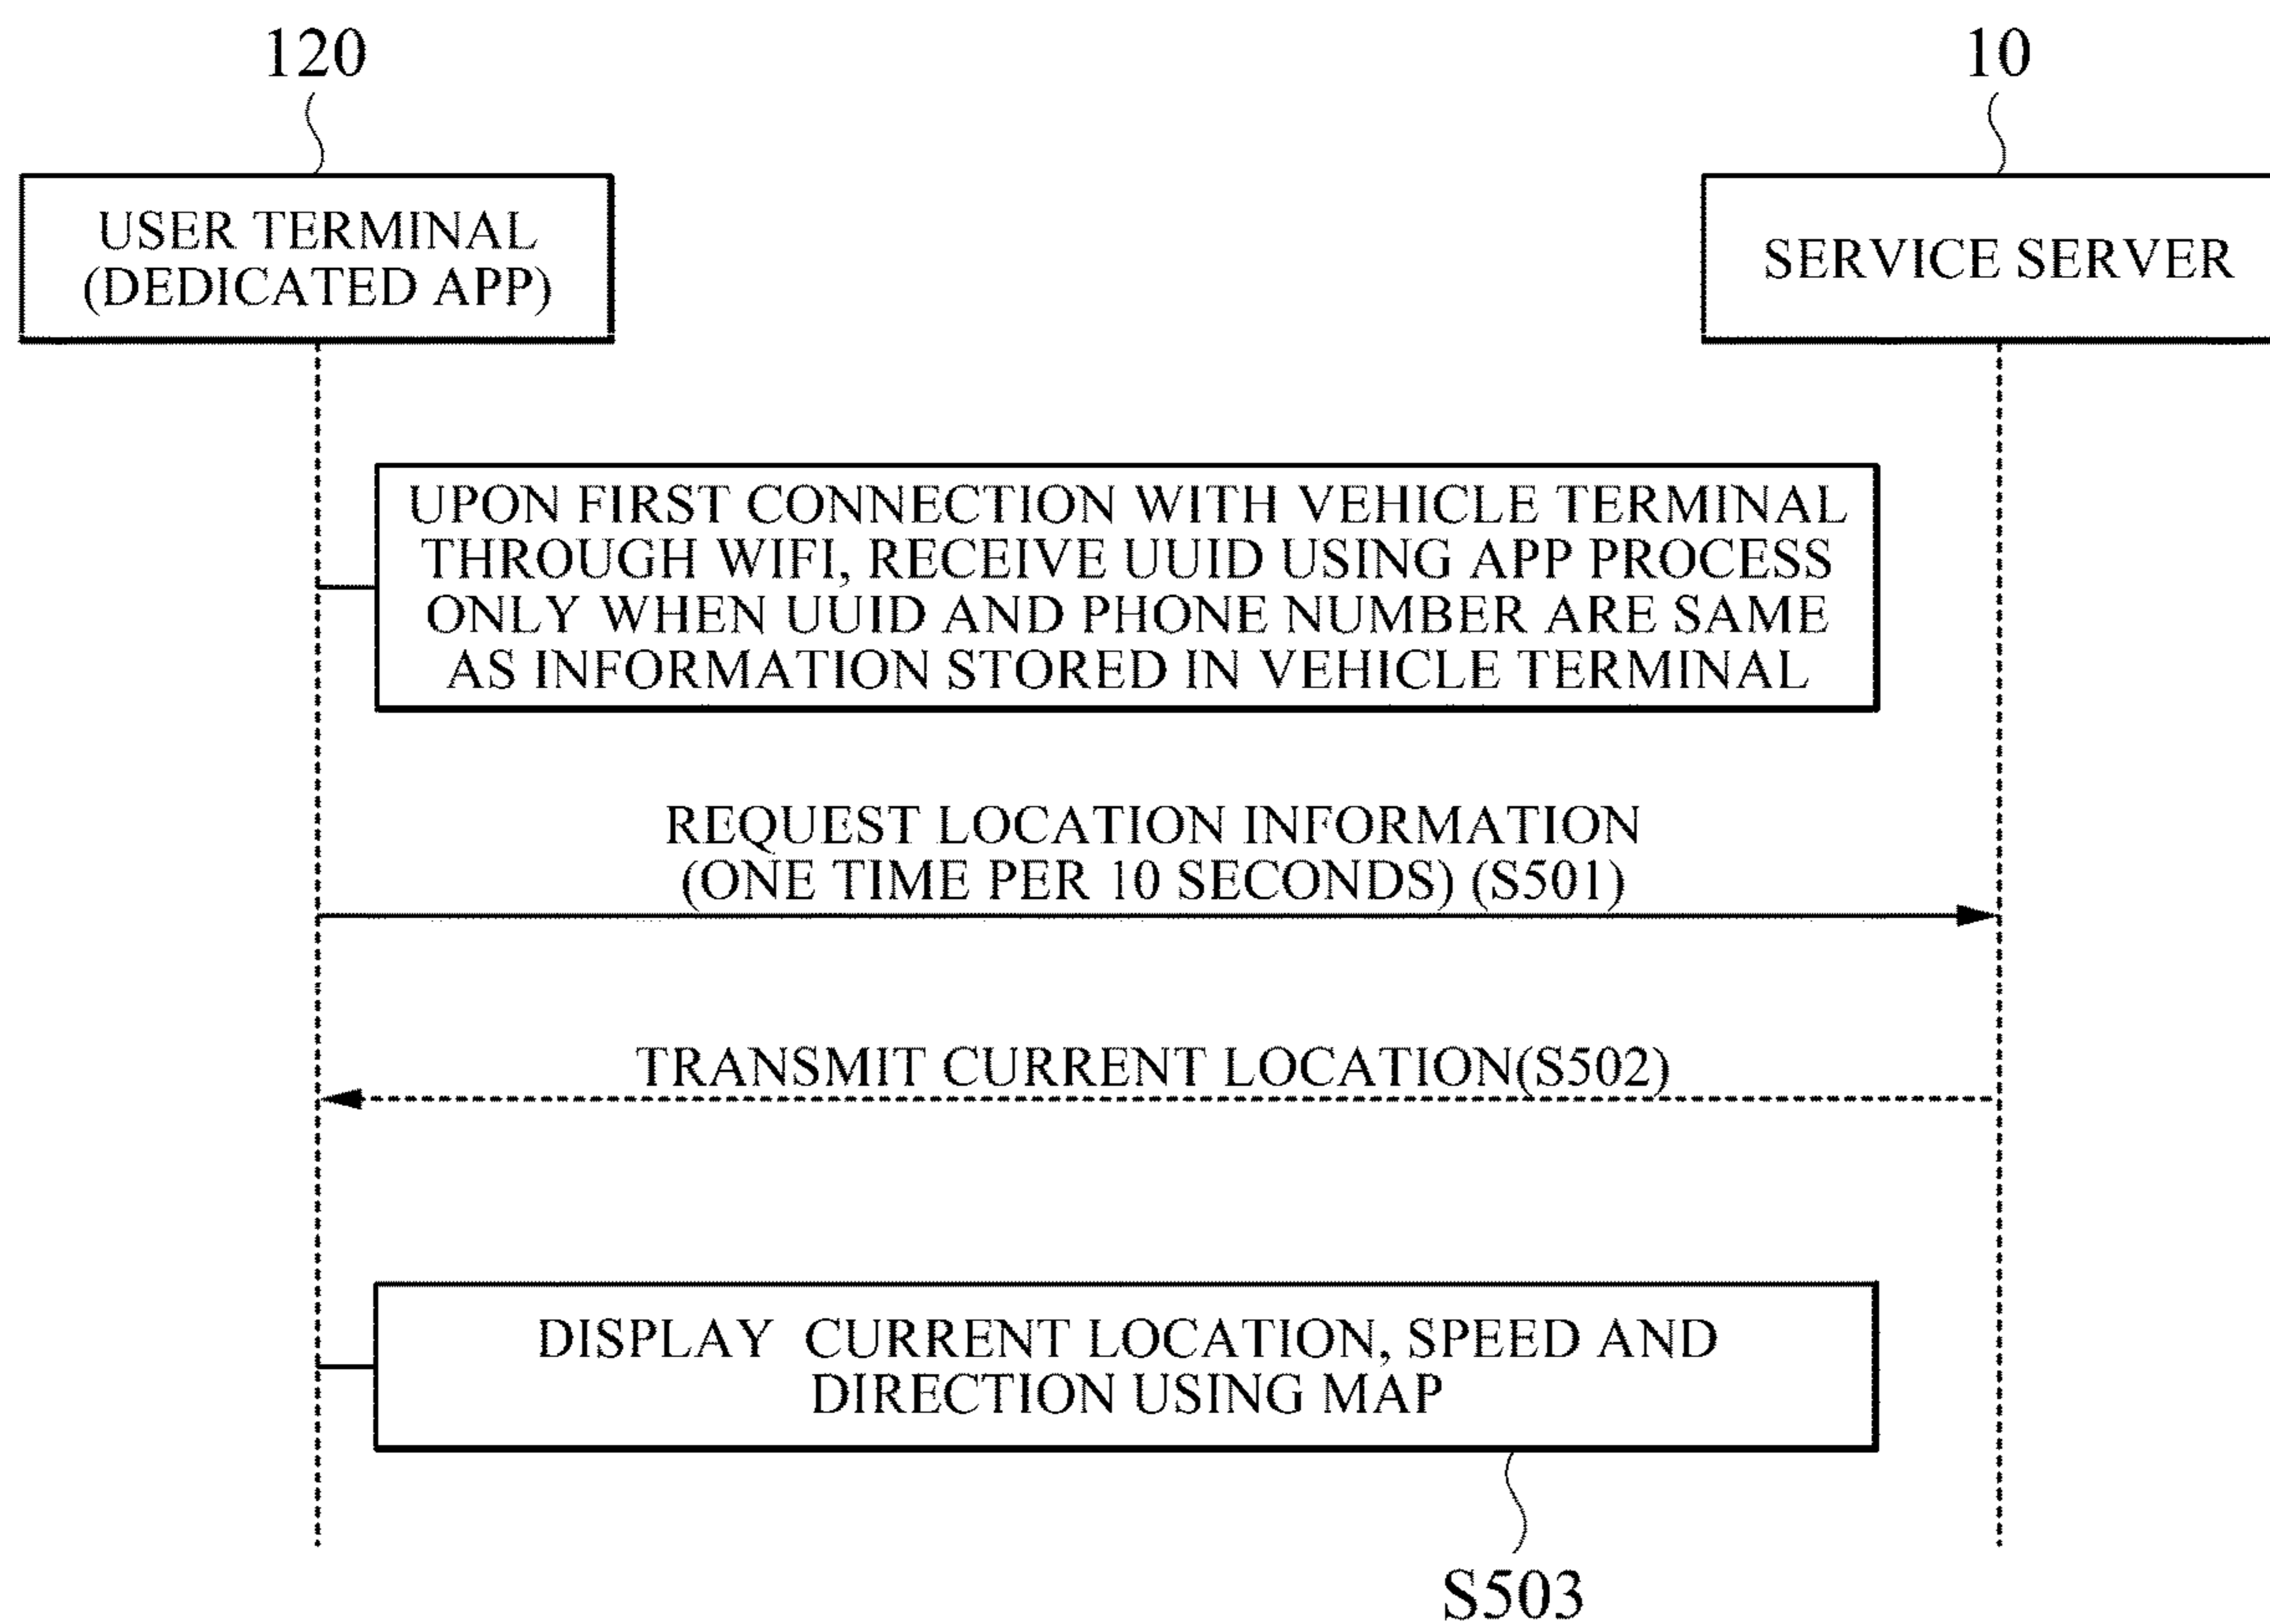 120
10
USER TERMINAL
(DEDICATED APP)
SERVICE SERVER
UPON FIRST CONNECTION WITH VEHICLE TERMINAL
THROUGH WIFI, RECEIVE UUID USING APP PROCESS
ONLY WHEN UUID AND PHONE NUMBER ARE SAME
AS INFORMATION STORED IN VEHICLE TERMINAL
REQUEST LOCATION INFORMATION
(ONE TIME PER 10 SECONDS) (S501)
TRANSMIT CURRENT LOCATION(S502)
DISPLAY CURRENT LOCATION, SPEED AND
DIRECTION USING MAP
S503